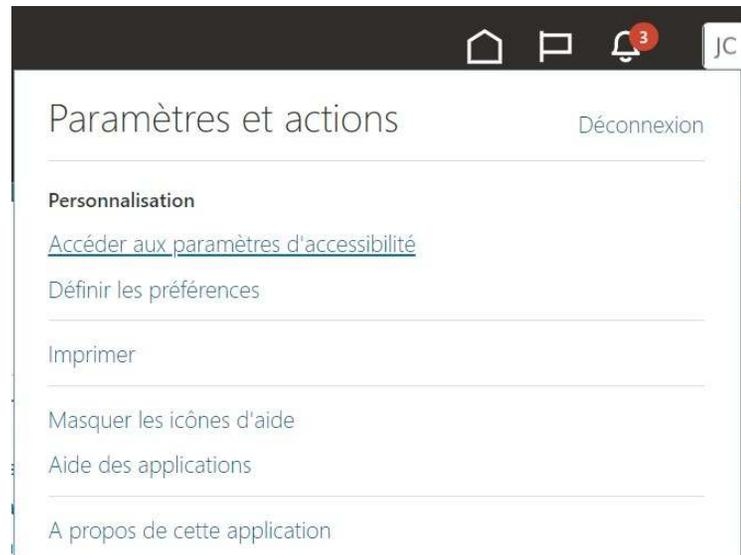 3
JC
Paramètres et actions
Déconnexion
Personnalisation
Accéder aux paramètres d'accessibilité
Définir les préférences
Imprimer
Masquer les icônes d'aide
Aide des applications
A propos de cette application